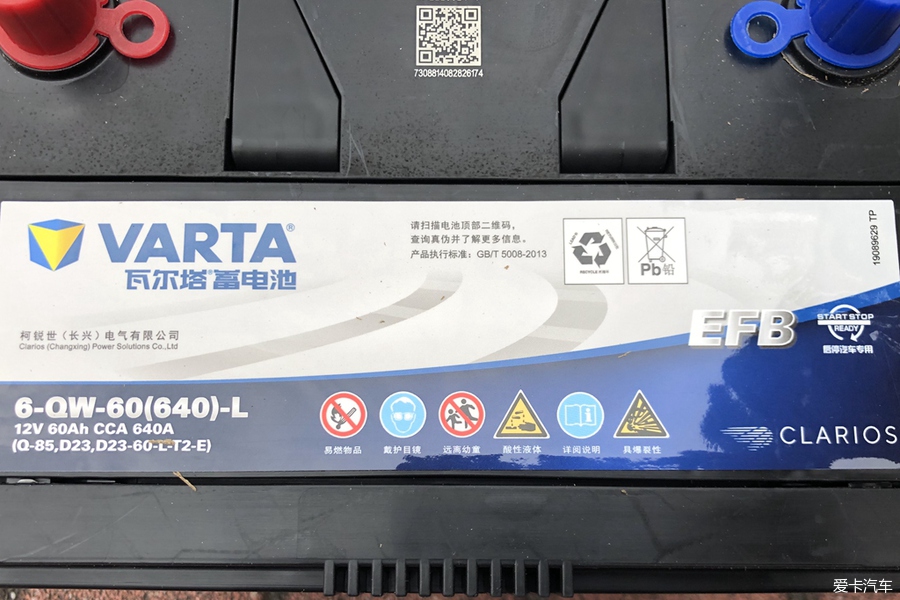 7308814082826174
VARTA®
瓦尔塔®蓄电池
请扫描电池顶部二维码，
查询真伪并了解更多信息。
产品执行标准：GB/T 5008-2013
RECYCLE
Pb铅
19089629 TP
柯锐世（长兴）电气有限公司
Clarios (Changxing) Power Solutions Co.,Ltd
EFB
START STOP
READY
启停汽车专用
6-QW-60(640)-L
12V 60Ah CCA 640A
(Q-85,D23,D23-60-L-T2-E)
易燃物品
戴护目镜
远离幼童
酸性液体
详阅说明
具爆裂性
CLARIOS
爱卡汽车